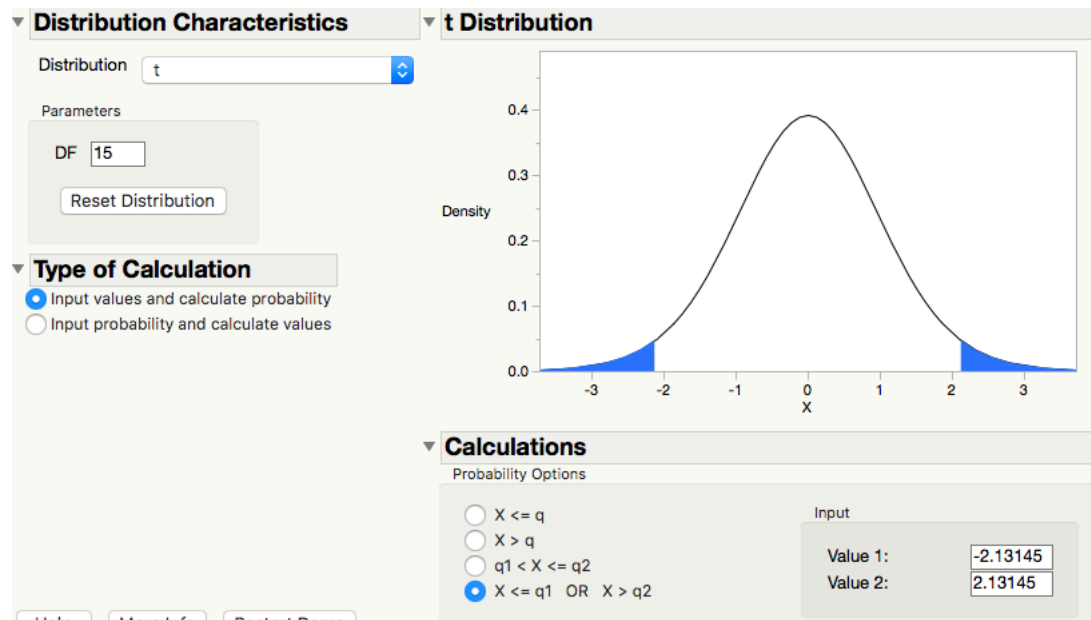 Distribution Characteristics
Distribution t
Parameters
DF 15
Reset Distribution
Type of Calculation
Input values and calculate probability
Input probability and calculate values
t Distribution
0.4
0.3
Density
0.2
0.1
0.0
-3 -2 -1 0 1 2 3
X
Calculations
Probability Options
X <= q
X > q
q1 < X <= q2
X <= q1 OR X > q2
Input
Value 1: -2.13145
Value 2: 2.13145